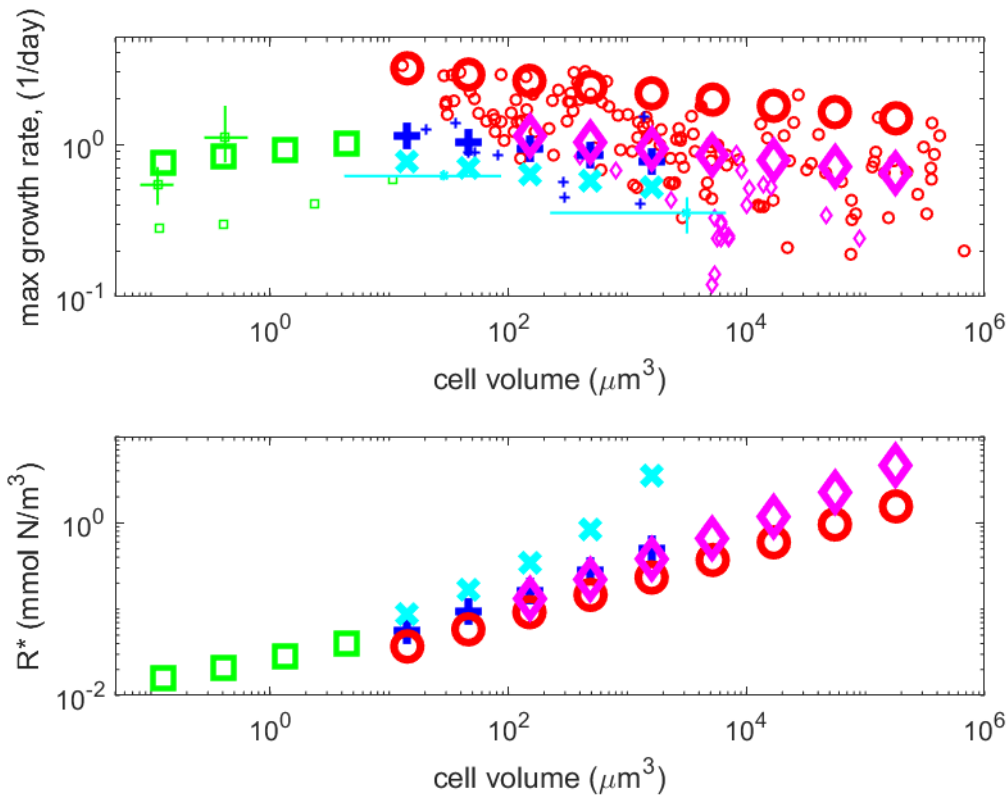 max growth rate, (1/day)
10^0
10^-1
10^0 10^2 10^4 10^6
cell volume (μm^3)
R* (mmol N/m^3)
10^0
10^-2
10^0 10^2 10^4 10^6
cell volume (μm^3)